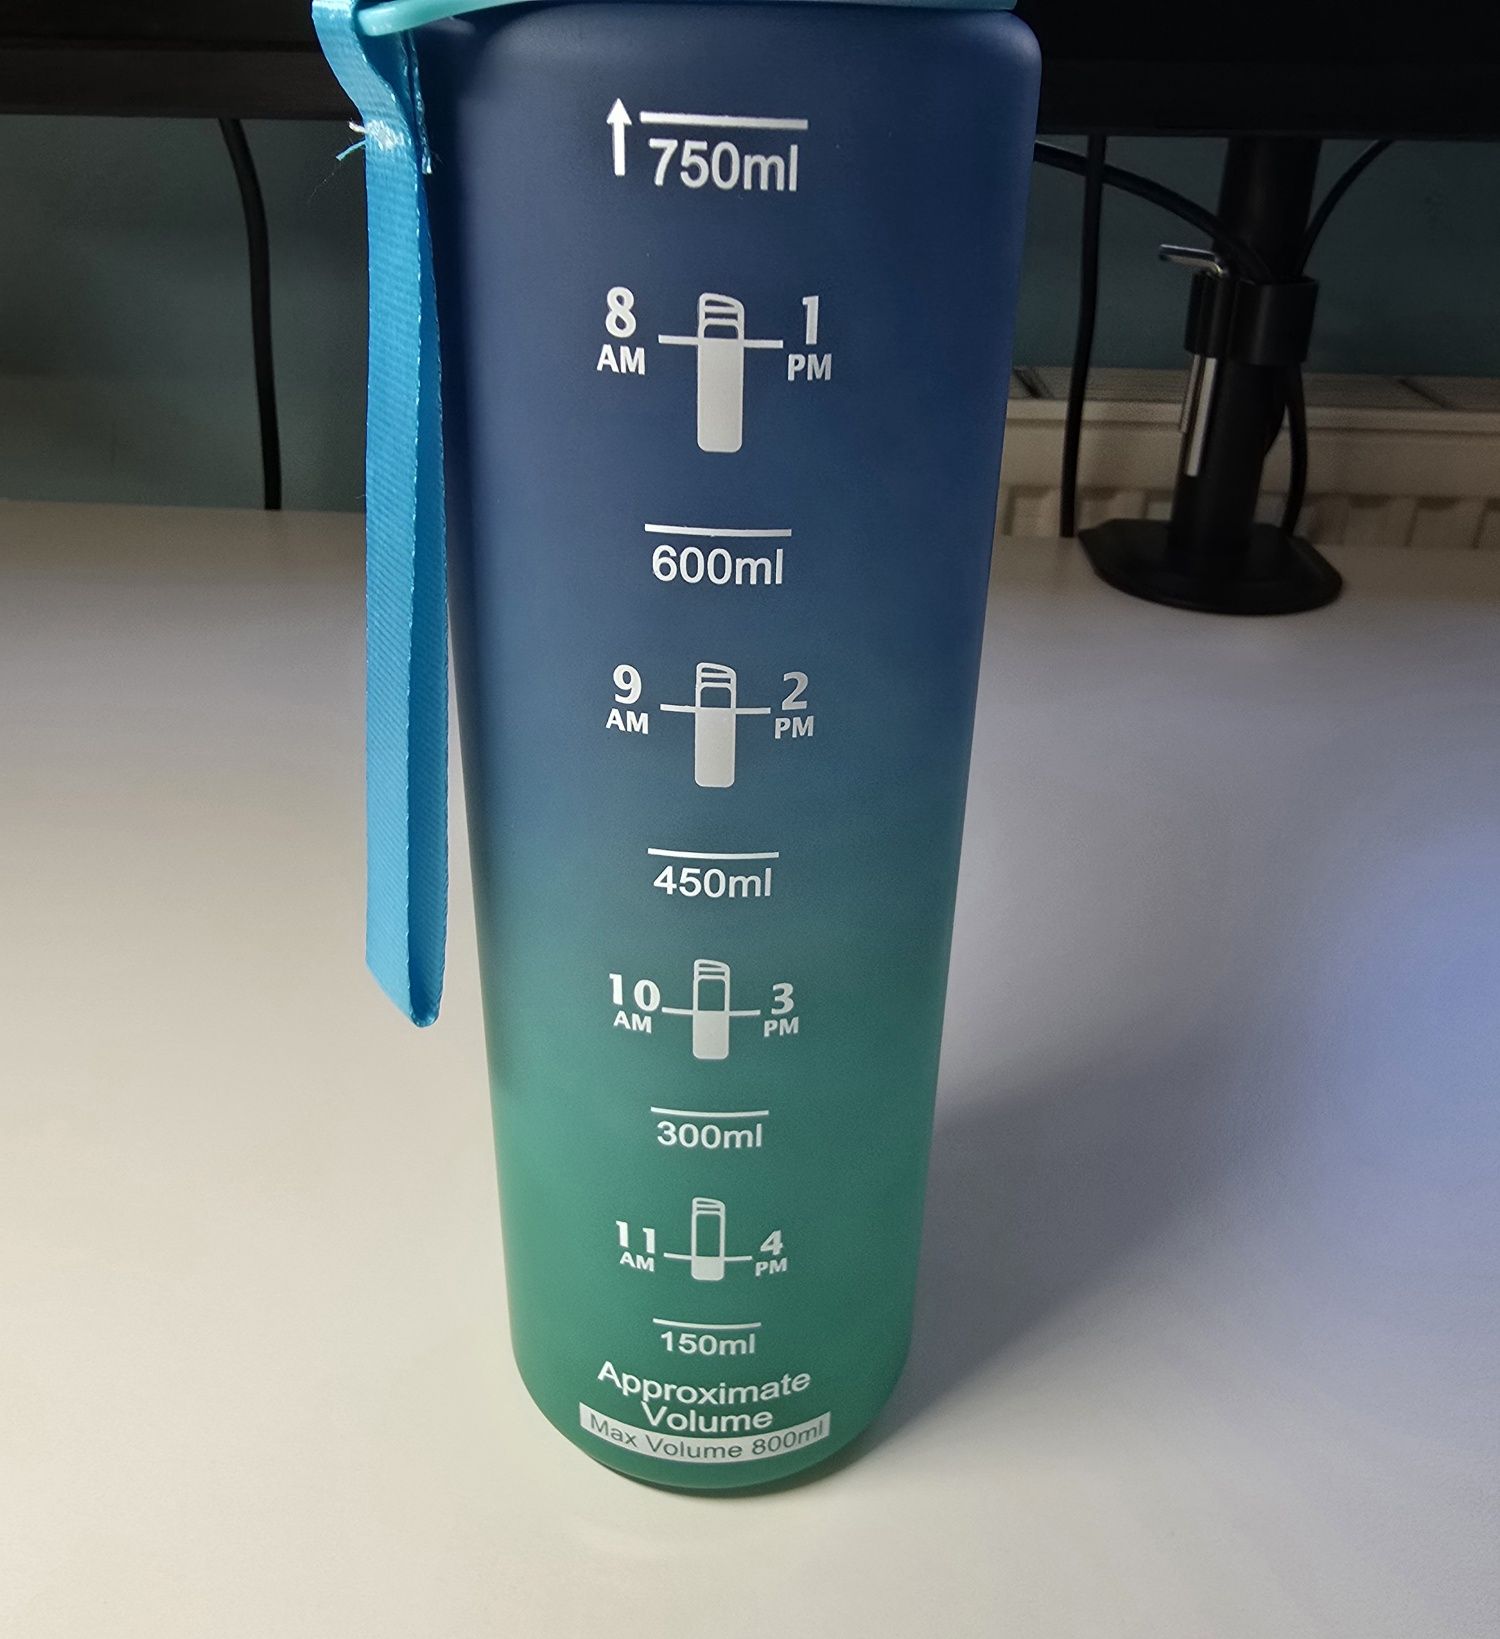 750ml
8 AM 1 PM
600ml
9 AM 2 PM
450ml
10 AM 3 PM
300ml
11 AM 4 PM
150ml
Approximate
Volume
Max Volume 800ml